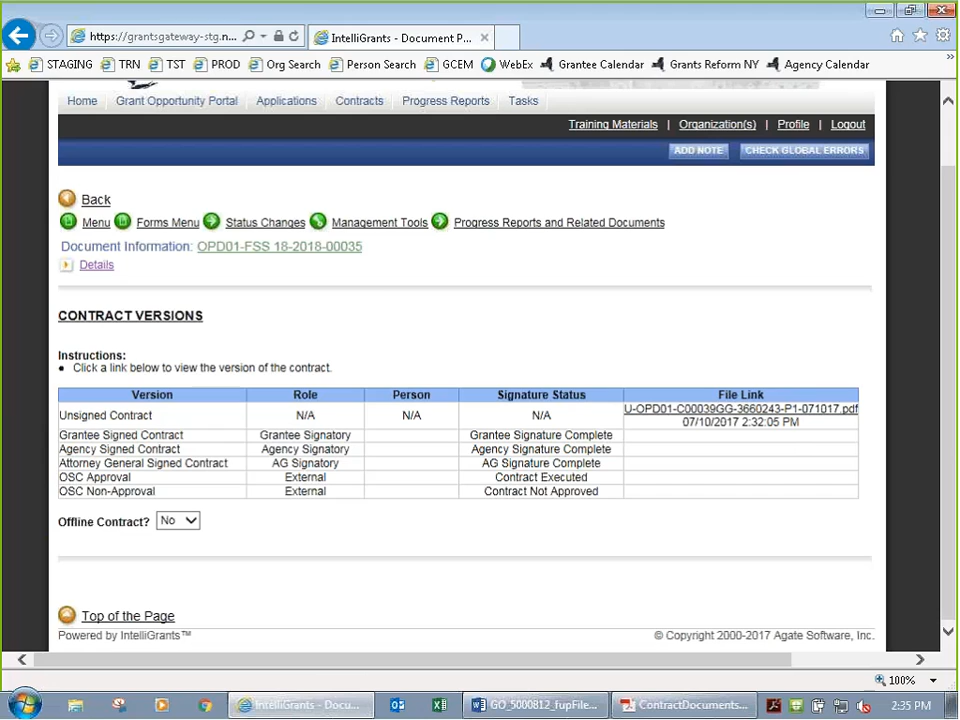 https://grantsgateway-stg.n...
IntelliGrants - Document P...
STAGING TRN TST PROD Org Search Person Search GCEM WebEx Grantee Calendar Grants Reform NY Agency Calendar
Home Grant Opportunity Portal Applications Contracts Progress Reports Tasks
Training Materials | Organization(s) | Profile | Logout
ADD NOTE CHECK GLOBAL ERRORS
Back
Menu Forms Menu Status Changes Management Tools Progress Reports and Related Documents
Document Information: OPD01-FSS 18-2018-00035
Details
CONTRACT VERSIONS
Instructions:
Click a link below to view the version of the contract.
Version Role Person Signature Status File Link
Unsigned Contract N/A N/A N/A U-OPD01-C00039GG-3660243-P1-071017.pdf
07/10/2017 2:32:05 PM
Grantee Signed Contract Grantee Signatory Grantee Signature Complete
Agency Signed Contract Agency Signatory Agency Signature Complete
Attorney General Signed Contract AG Signatory AG Signature Complete
OSC Approval External Contract Executed
OSC Non-Approval External Contract Not Approved
Offline Contract? No
Top of the Page
Powered by IntelliGrants™ © Copyright 2000-2017 Agate Software, Inc.
100%
IntelliGrants - Docu... GO_5000812_fupFile... ContractDocuments... 2:35 PM